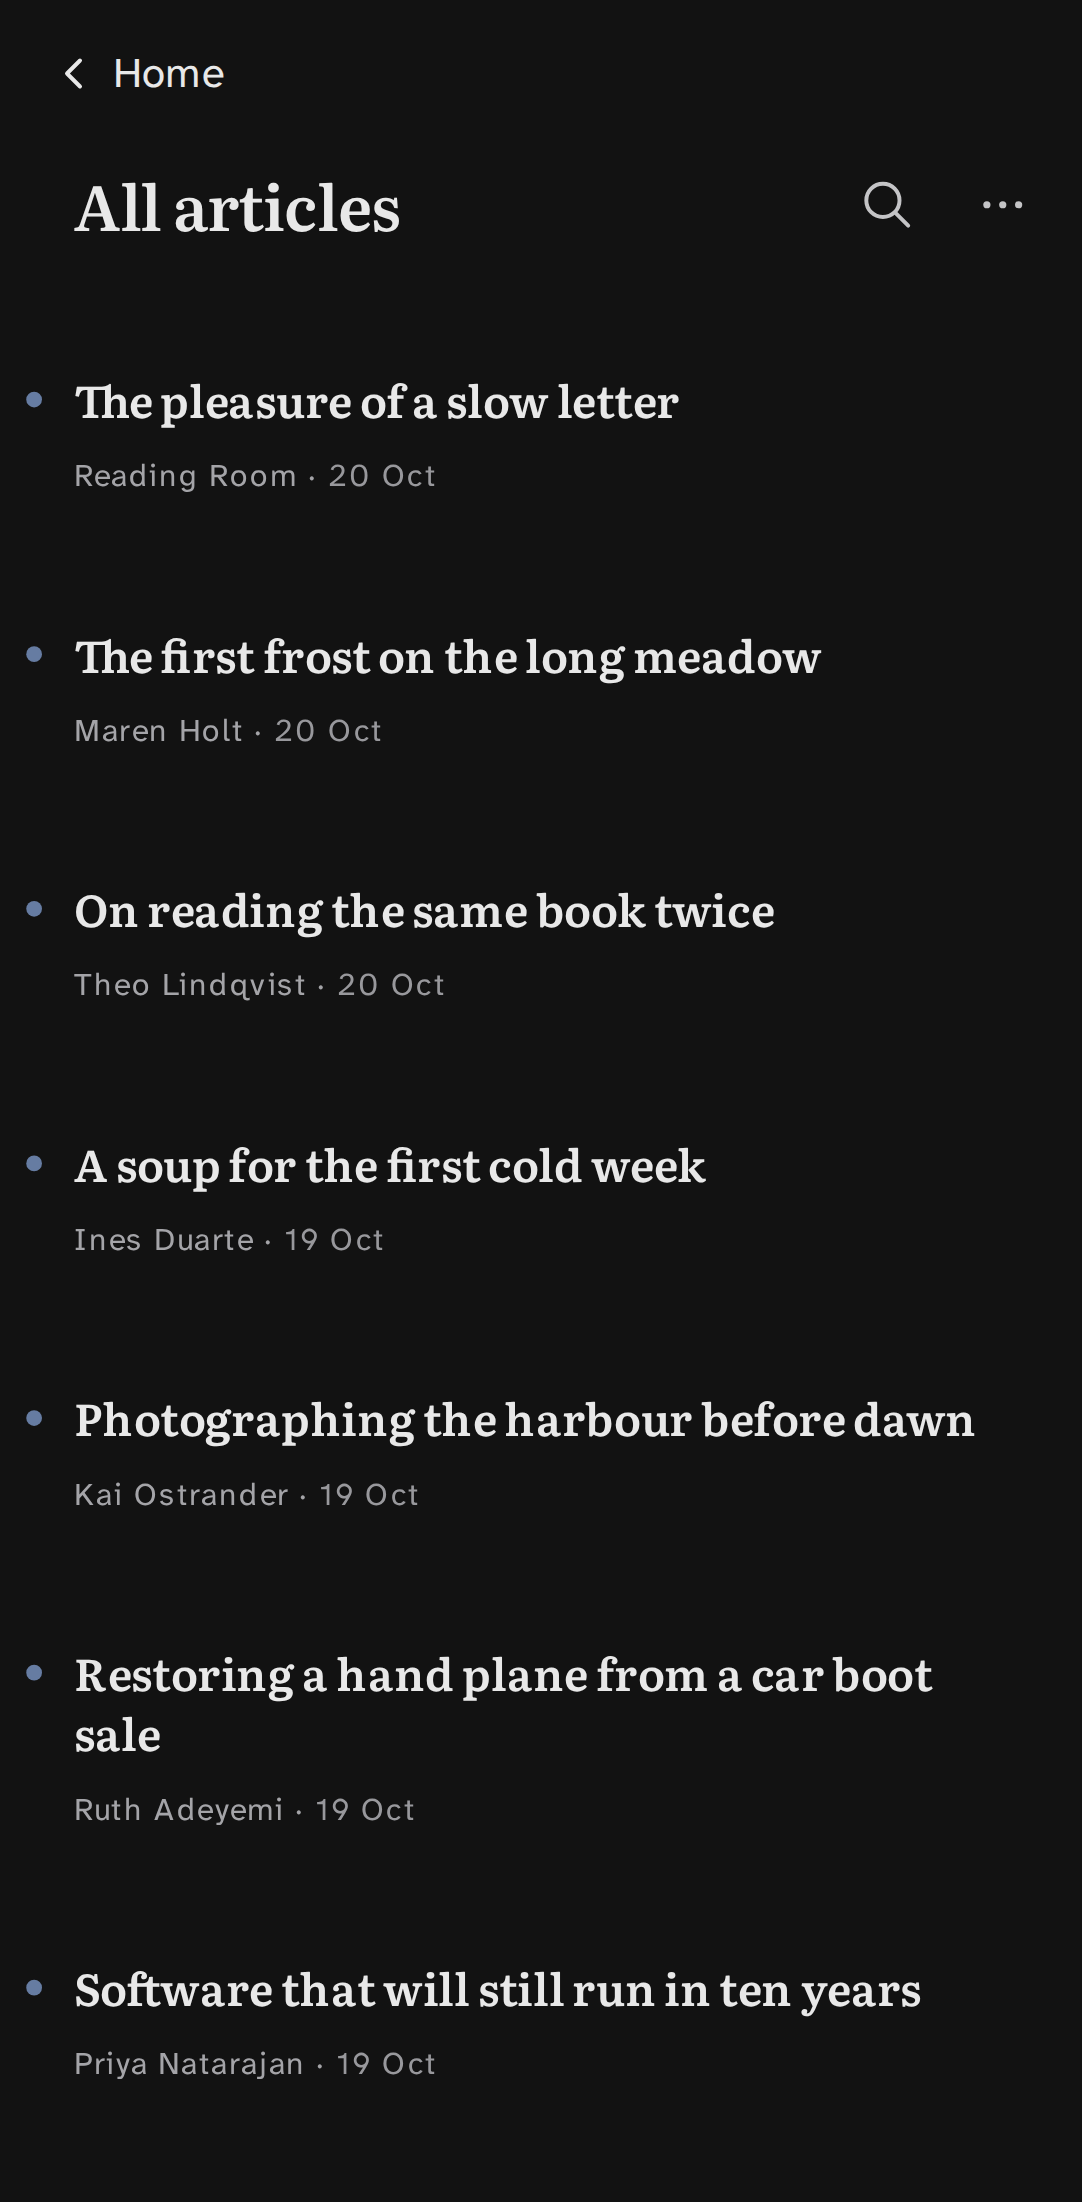 Home
All articles
The pleasure of a slow letter
Reading Room · 20 Oct
The first frost on the long meadow
Maren Holt · 20 Oct
On reading the same book twice
Theo Lindqvist · 20 Oct
A soup for the first cold week
Ines Duarte · 19 Oct
Photographing the harbour before dawn
Kai Ostrander · 19 Oct
Restoring a hand plane from a car boot
sale
Ruth Adeyemi · 19 Oct
Software that will still run in ten years
Priya Natarajan · 19 Oct